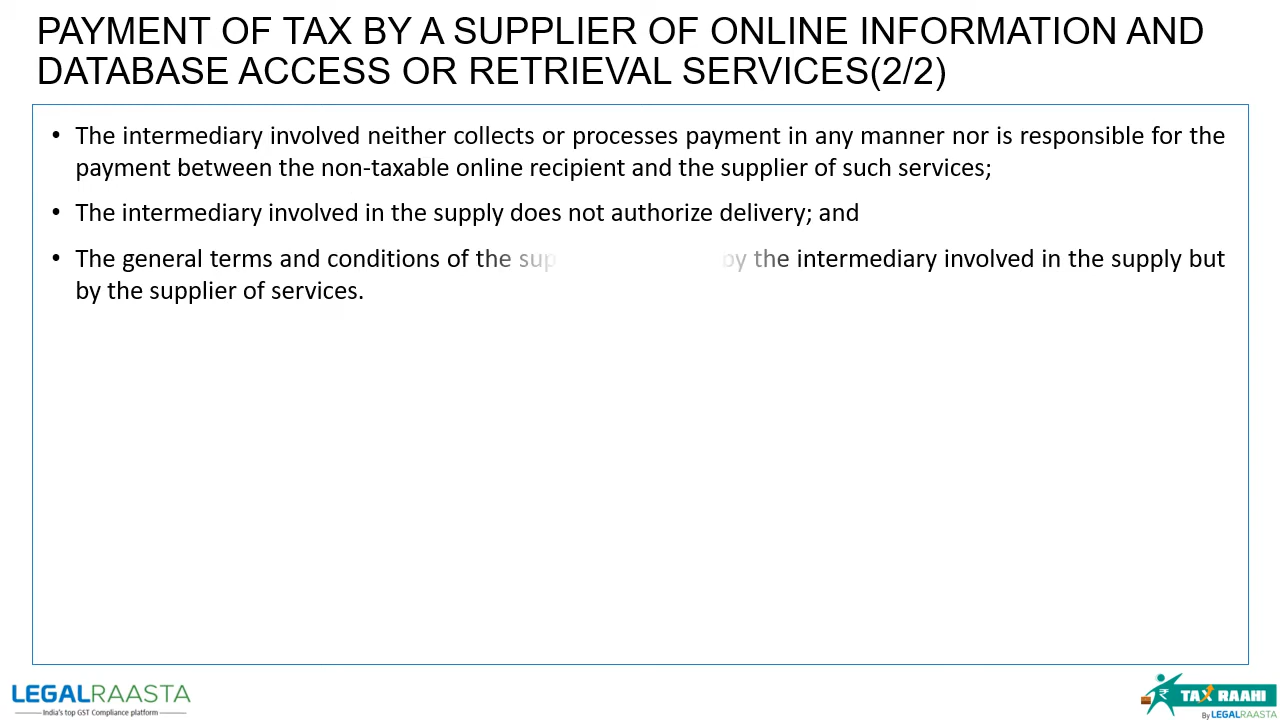 PAYMENT OF TAX BY A SUPPLIER OF ONLINE INFORMATION AND
DATABASE ACCESS OR RETRIEVAL SERVICES(2/2)
• The intermediary involved neither collects or processes payment in any manner nor is responsible for the
payment between the non-taxable online recipient and the supplier of such services;
• The intermediary involved in the supply does not authorize delivery; and
• The general terms and conditions of the by the intermediary involved in the supply but
by the supplier of services.
LEGALRAASTA
India's top GST Compliance platform
TAX RAAHI
By LEGALRAASTA